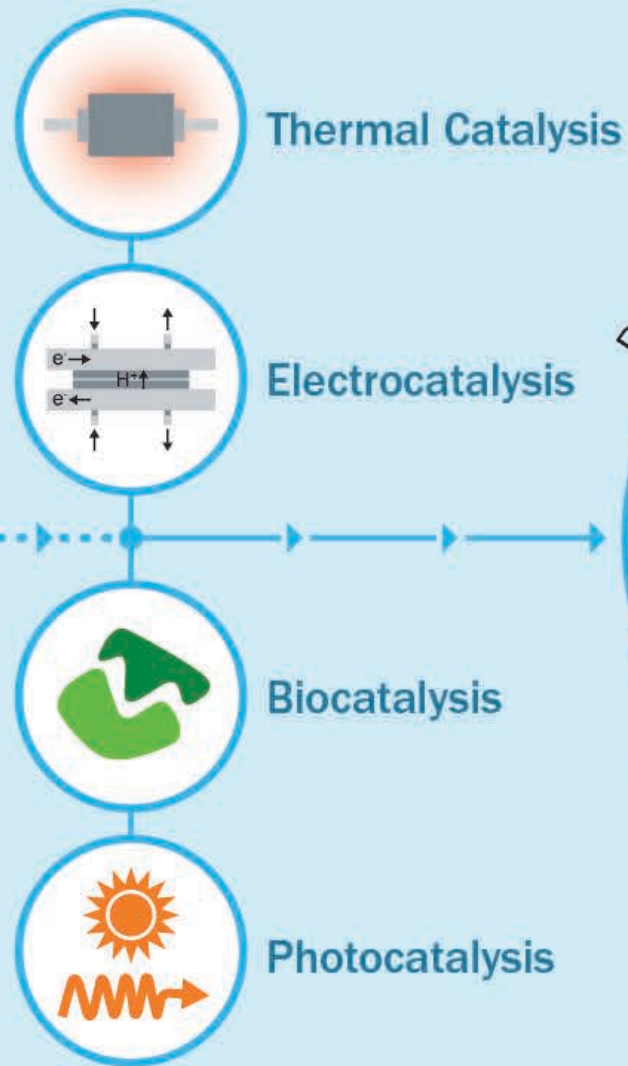 Thermal Catalysis
e⁻
H⁺
e⁻
Electrocatalysis
Biocatalysis
Photocatalysis